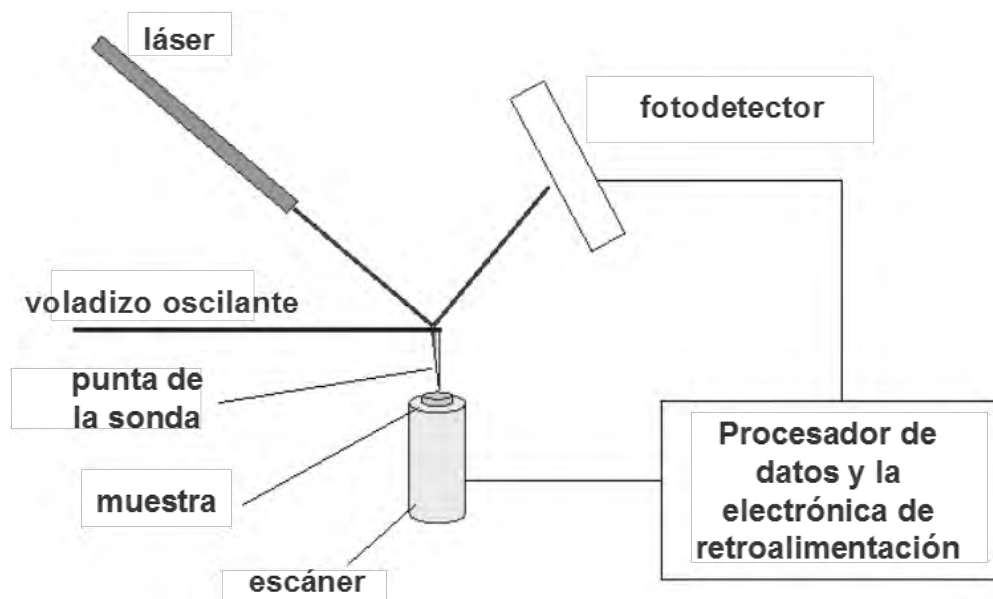 láser
fotodetector
voladizo oscilante
punta de
la sonda
muestra
escáner
Procesador de
datos y la
electrónica de
retroalimentación